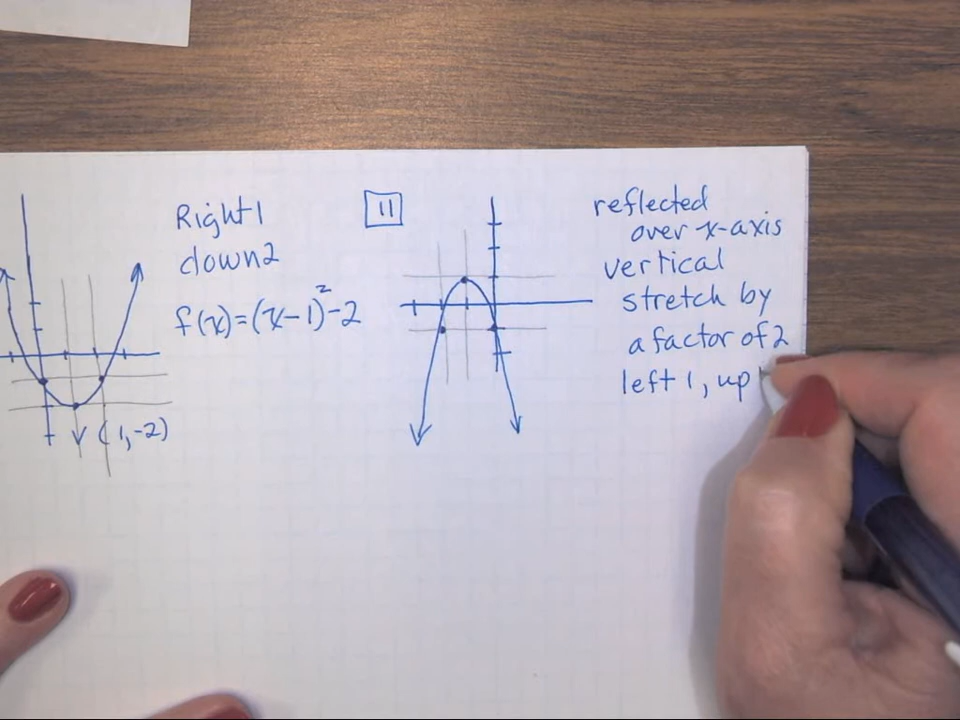 Right 1
down 2
f(x)=(x-1)²-2
V (1,-2)
11
reflected
over x-axis
vertical
stretch by
a factor of 2
left 1, up